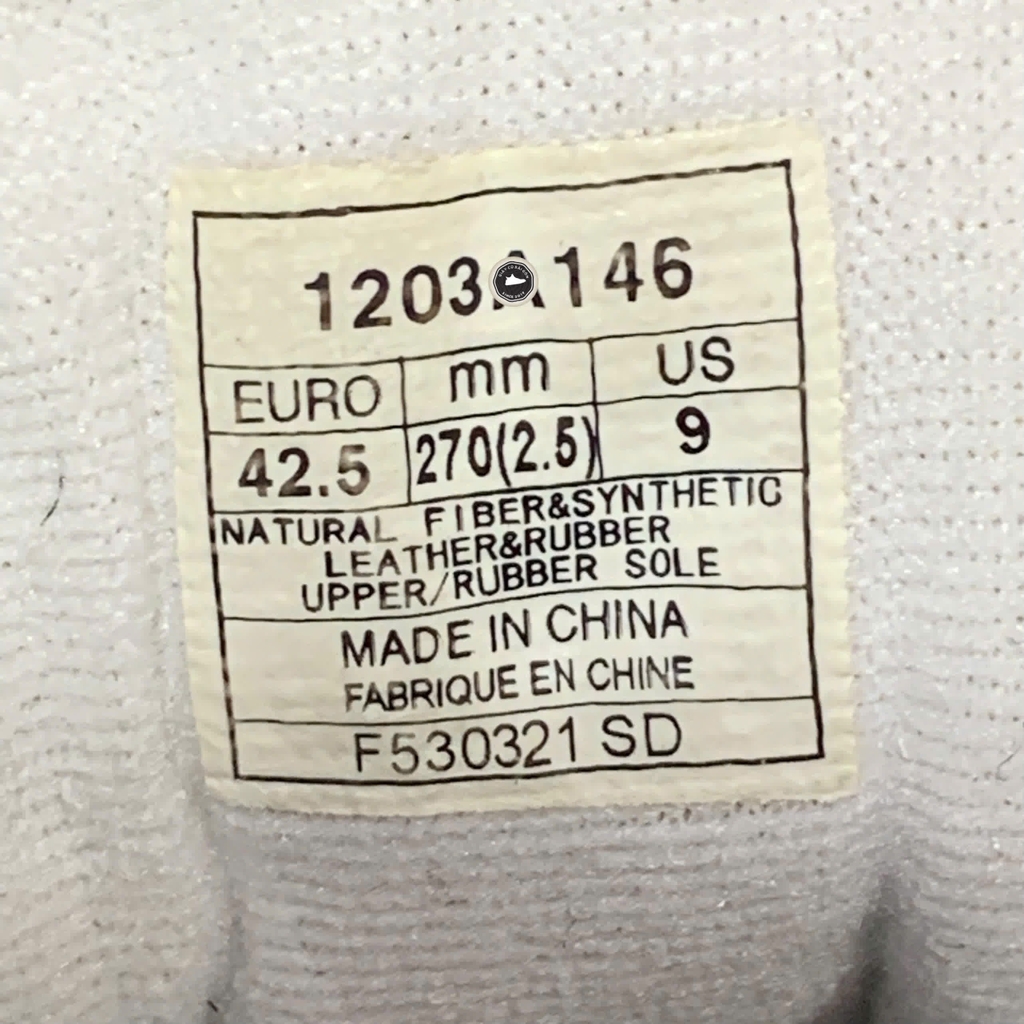 1203A146
EURO mm US
42.5 270(2.5) 9
NATURAL FIBER&SYNTHETIC
LEATHER&RUBBER
UPPER/RUBBER SOLE
MADE IN CHINA
FABRIQUE EN CHINE
F530321 SD